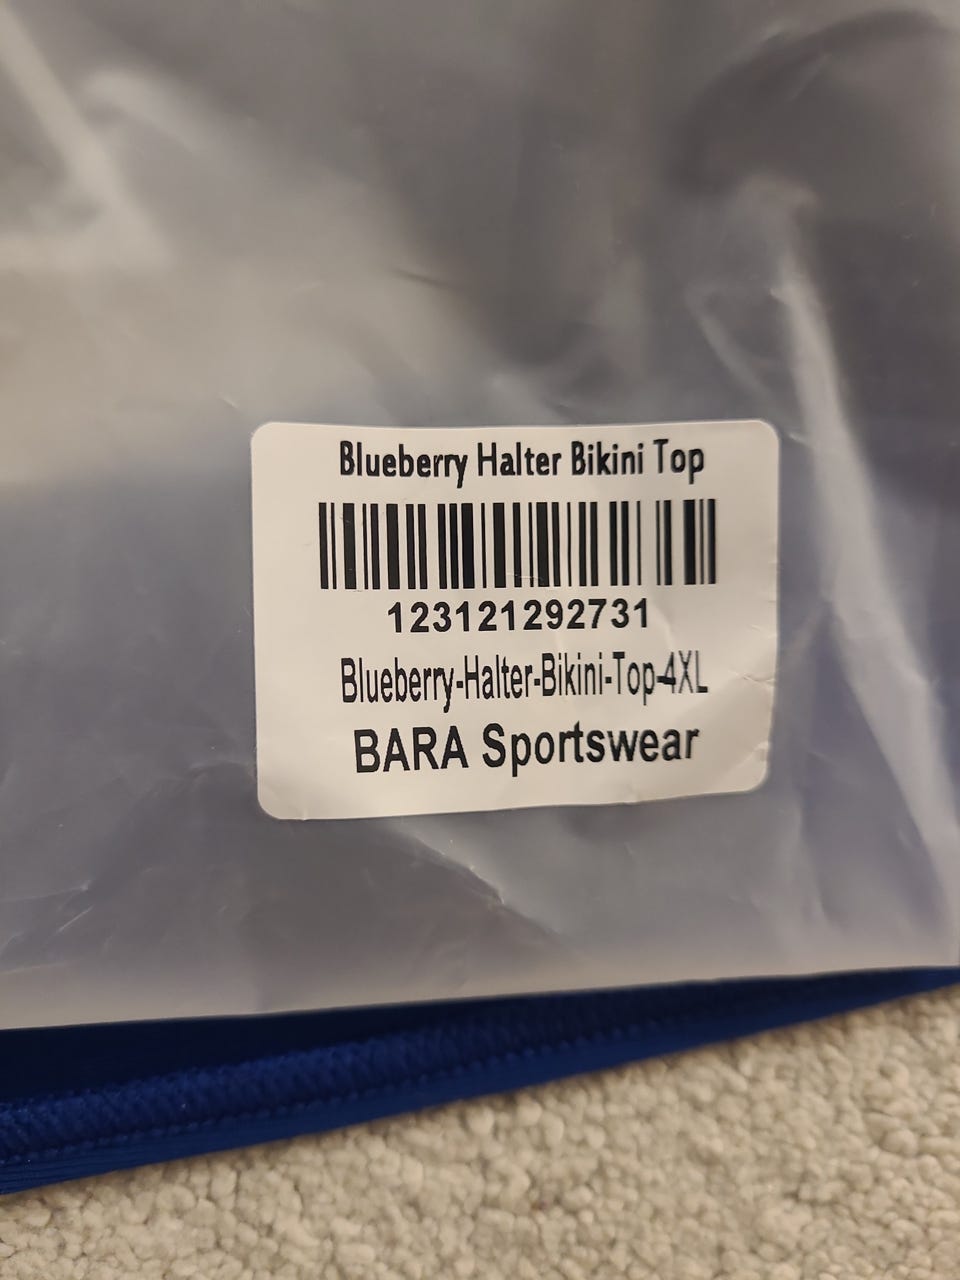 Blueberry Halter Bikini Top
123121292731
Blueberry-Halter-Bikini-Top-4XL
BARA Sportswear